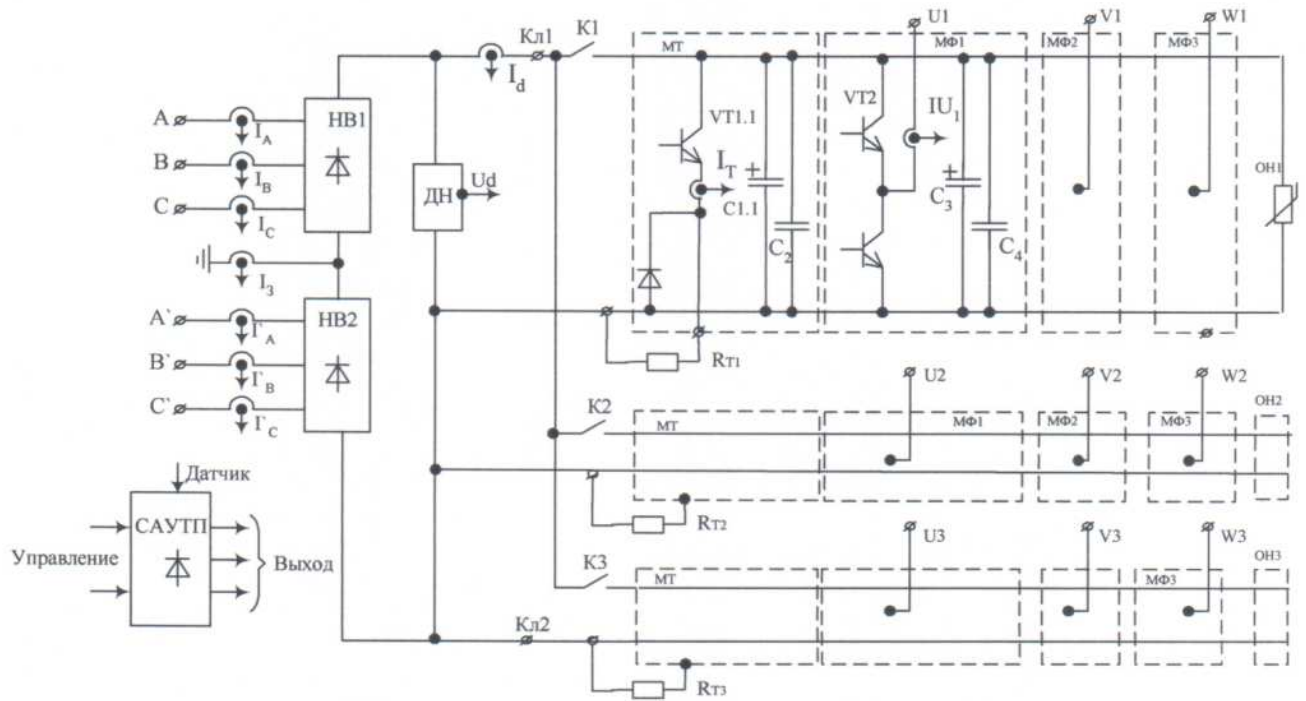 U1
V1
W1
Кл1
К1
МТ
МФ1
МФ2
МФ3
I_d
НВ1
A
I_A
B
I_B
C
I_C
VT1.1
VT2
IU_1
I_T
+
+
C1.1
C_2
C_3
C_4
ОН1
ДН
Ud
I_3
НВ2
A`
I'_A
B`
I'_B
C`
I'_C
R_T1
U2
V2
W2
ОН2
К2
МТ
МФ1
МФ2
МФ3
R_T2
Датчик
САУТП
Управление
Выход
U3
V3
W3
ОН3
К3
МТ
МФ3
Кл2
R_T3